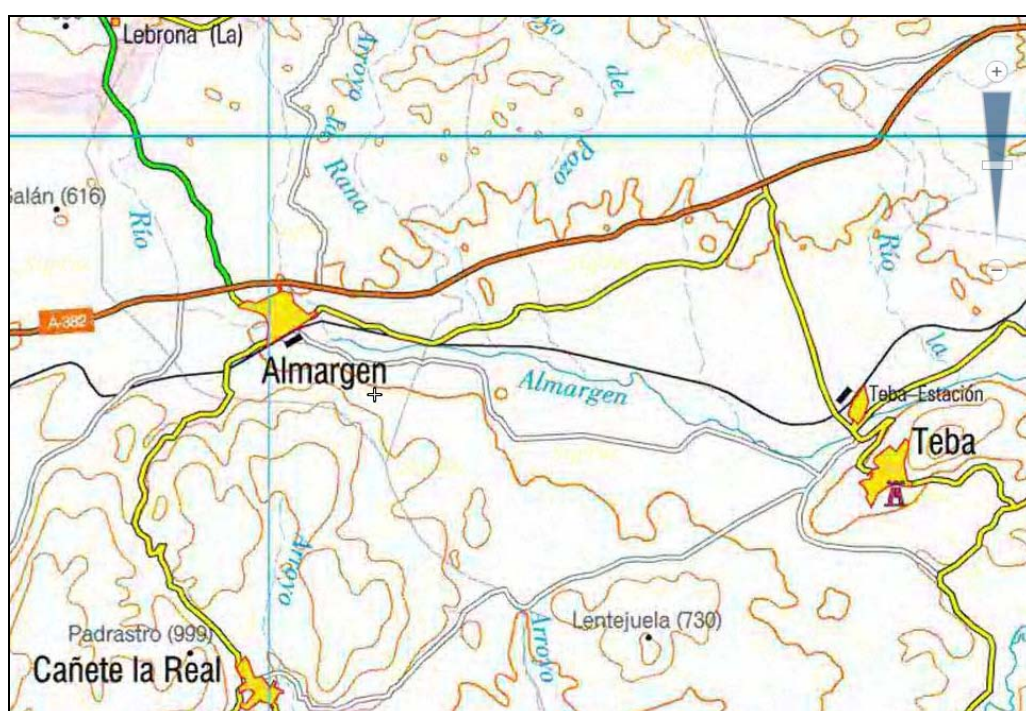 Lebrona (La)
Arroyo
la
Rana
del
Pozo
Galán (616)
Río
Río
la
A-382
Almargen
Almargen
Teba-Estación
Teba
Arroyo
Arroyo
Lentejuela (730)
Padrastro (999)
Cañete la Real
+
−